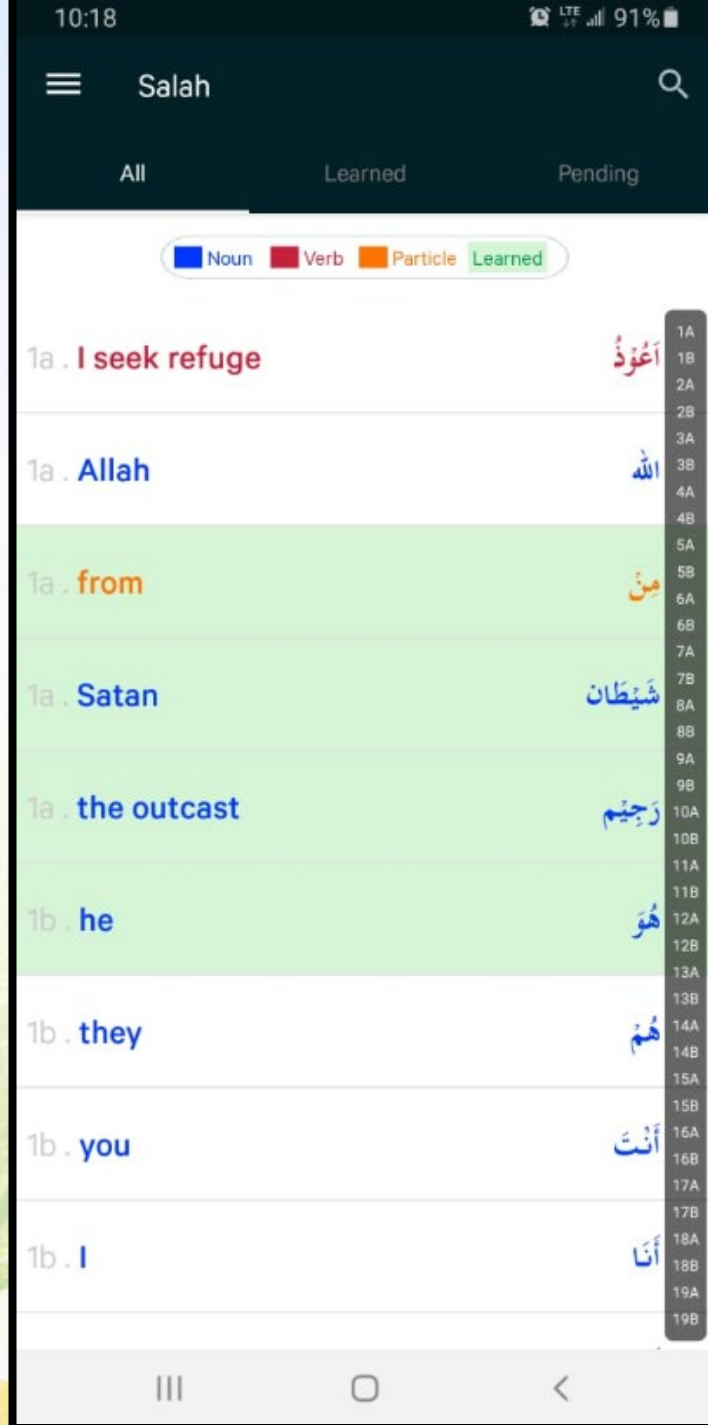 10:18 LTE 91%
Salah
All Learned Pending
Noun Verb Particle Learned
1a . I seek refuge اَعُوْذُ
1a . Allah الله
1a . from مِنْ
1a . Satan شَيْطَان
1a . the outcast رَجِيْم
1b . he هُوَ
1b . they هُمْ
1b . you أَنْتَ
1b . I أَنَا
1A
1B
2A
2B
3A
3B
4A
4B
5A
5B
6A
6B
7A
7B
8A
8B
9A
9B
10A
10B
11A
11B
12A
12B
13A
13B
14A
14B
15A
15B
16A
16B
17A
17B
18A
18B
19A
19B